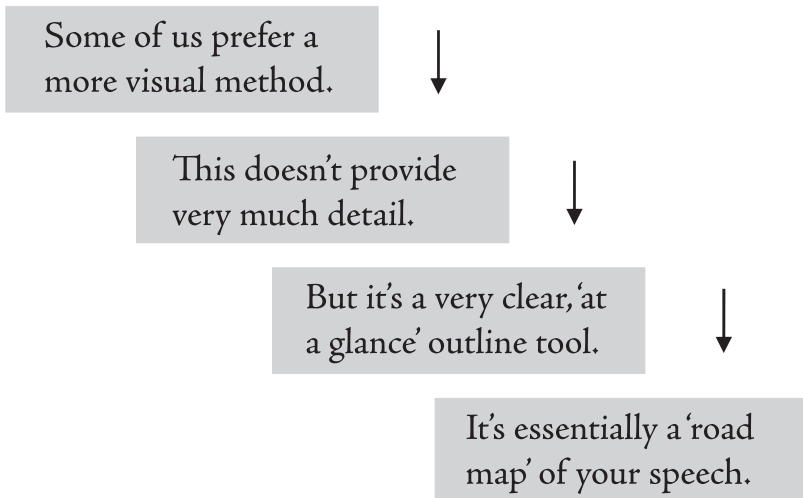 Some of us prefer a
more visual method.
This doesn't provide
very much detail.
But it's a very clear, ‘at
a glance’ outline tool.
It's essentially a ‘road
map’ of your speech.